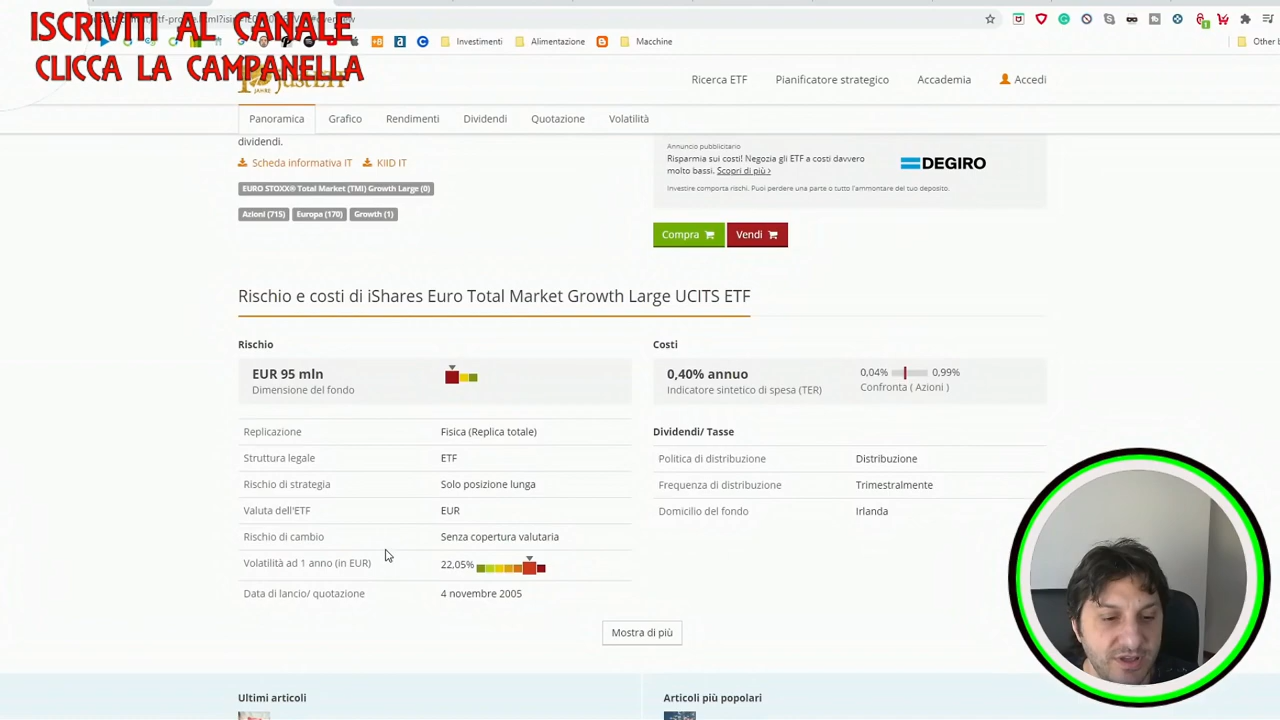 ISCRIVITI AL CANALE
CLICCA LA CAMPANELLA
Investimenti
Alimentazione
Macchine
Other b
JAHRE
justETF
Ricerca ETF
Pianificatore strategico
Accademia
Accedi
Panoramica
Grafico
Rendimenti
Dividendi
Quotazione
Volatilità
dividendi.
Scheda informativa IT
KIID IT
EURO STOXX® Total Market (TMI) Growth Large (0)
Azioni (715)
Europa (170)
Growth (1)
Annuncio pubblicitario
Risparmia sui costi! Negozia gli ETF a costi davvero
molto bassi. Scopri di più >
DEGIRO
Investire comporta rischi. Puoi perdere una parte o tutto l'ammontare del tuo deposito.
Compra
Vendi
Rischio e costi di iShares Euro Total Market Growth Large UCITS ETF
Rischio
EUR 95 mln
Dimensione del fondo
Replicazione
Fisica (Replica totale)
Struttura legale
ETF
Rischio di strategia
Solo posizione lunga
Valuta dell'ETF
EUR
Rischio di cambio
Senza copertura valutaria
Volatilità ad 1 anno (in EUR)
22,05%
Data di lancio/ quotazione
4 novembre 2005
Costi
0,40% annuo
Indicatore sintetico di spesa (TER)
0,04%
0,99%
Confronta ( Azioni )
Dividendi/ Tasse
Politica di distribuzione
Distribuzione
Frequenza di distribuzione
Trimestralmente
Domicilio del fondo
Irlanda
Mostra di più
Ultimi articoli
Articoli più popolari